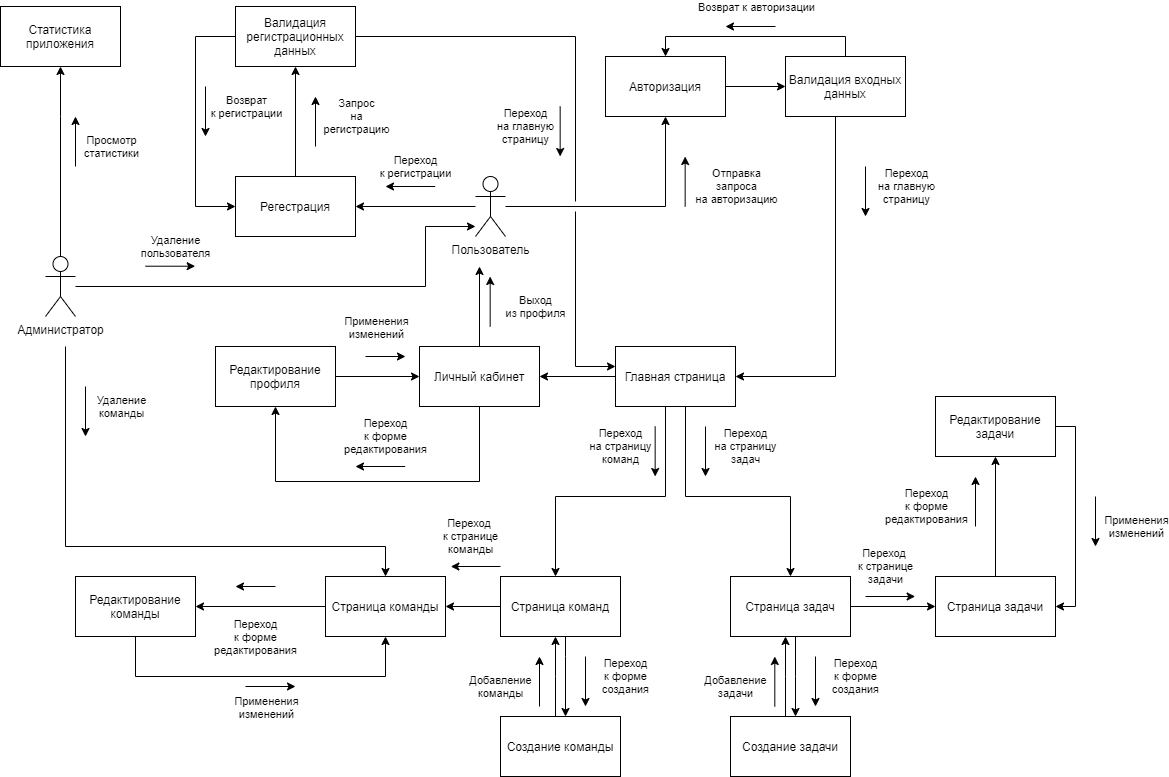 Возврат к авторизации
Статистика
приложения
Валидация
регистрационных
данных
Авторизация
Валидация входных
данных
Возврат
к регистрации
Запрос
на
регистрацию
Переход
на главную
страницу
Просмотр
статистики
Переход
к регистрации
Отправка
запроса
на авторизацию
Переход
на главную
страницу
Регестрация
Пользователь
Удаление
пользователя
Администратор
Выход
из профиля
Применения
изменений
Редактирование
профиля
Личный кабинет
Главная страница
Удаление
команды
Переход
к форме
редактирования
Переход
на страницу
команд
Переход
на страницу
задач
Редактирование
задачи
Переход
к форме
редактирования
Применения
изменений
Переход
к странице
команды
Переход
к странице
задачи
Редактирование
команды
Страница команды
Страница команд
Страница задач
Страница задачи
Переход
к форме
редактирования
Применения
изменений
Добавление
команды
Переход
к форме
создания
Добавление
задачи
Переход
к форме
создания
Создание команды
Создание задачи